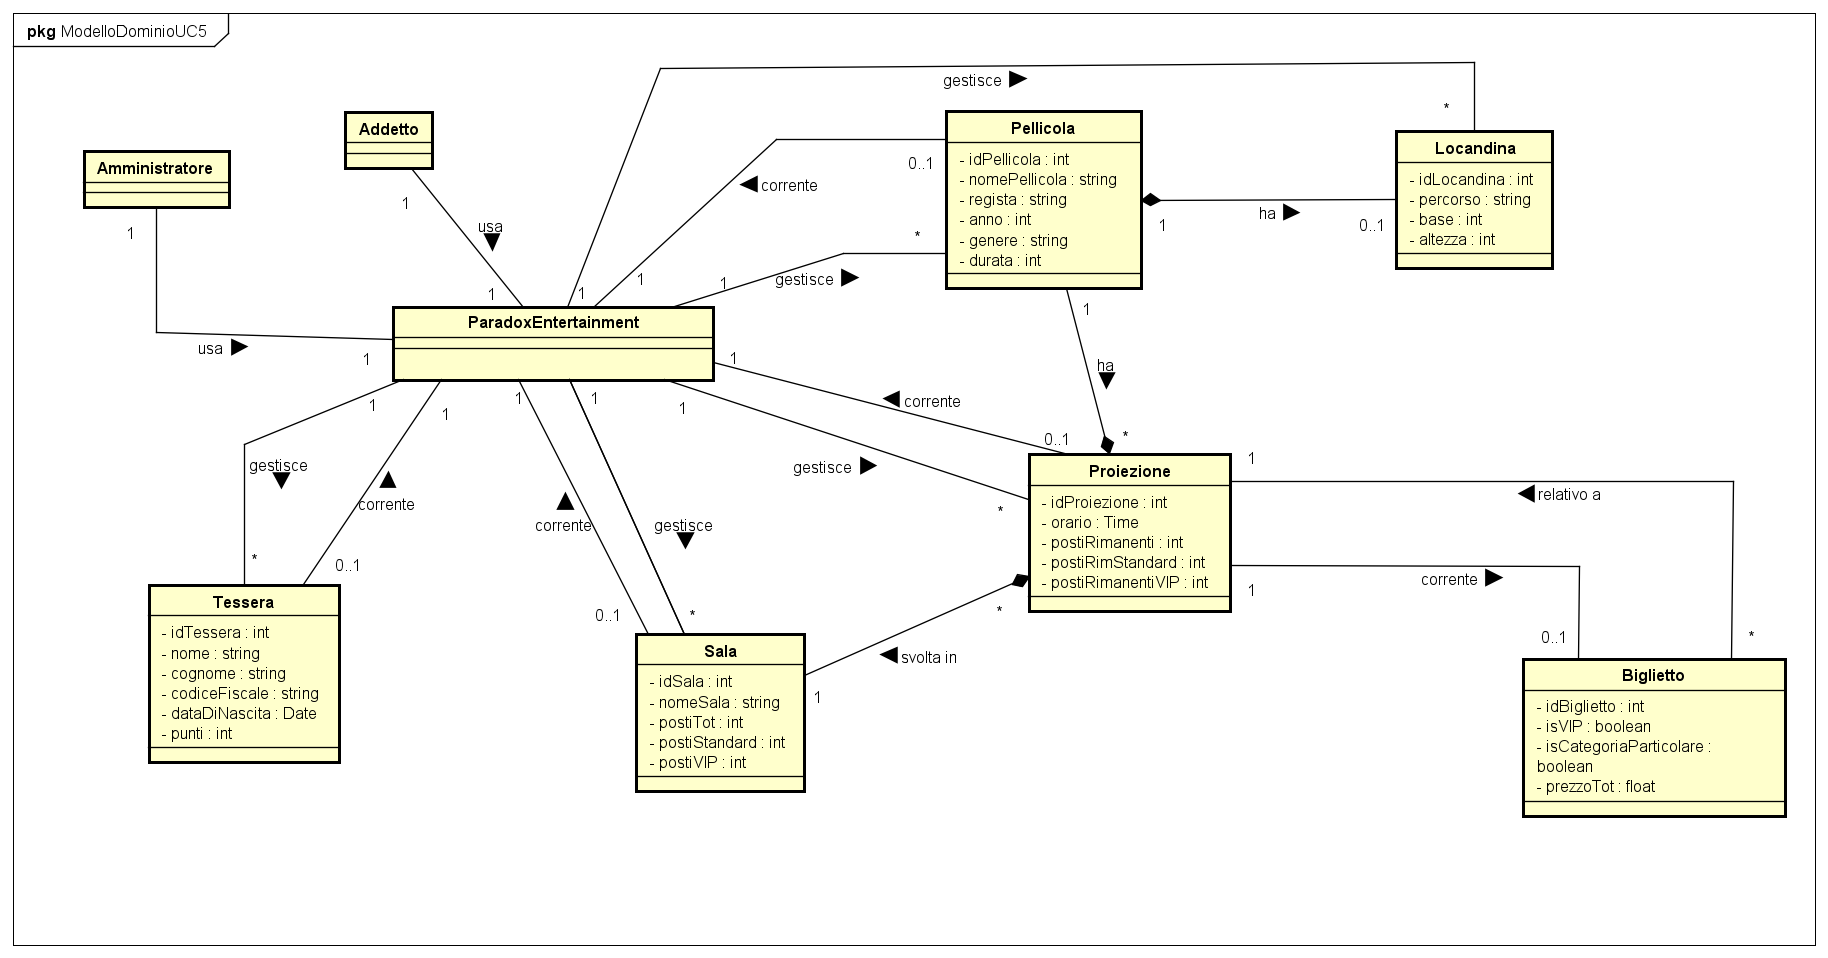 pkg ModelloDominioUC5
gestisce
*
Addetto
1
usa
1
Amministratore
1
usa
1
Pellicola
- idPellicola : int
- nomePellicola : string
- regista : string
- anno : int
- genere : string
- durata : int
0..1
corrente
1
*
gestisce
1
1
Locandina
- idLocandina : int
- percorso : string
- base : int
- altezza : int
1
ha
0..1
ParadoxEntertainment
1
ha
*
1
corrente
0..1
1
gestisce
*
1
gestisce
*
1
corrente
0..1
1
corrente
0..1
1
gestisce
*
Proiezione
- idProiezione : int
- orario : Time
- postiRimanenti : int
- postiRimStandard : int
- postiRimanentiVIP : int
1
relativo a
*
1
corrente
0..1
*
svolta in
1
Tessera
- idTessera : int
- nome : string
- cognome : string
- codiceFiscale : string
- dataDiNascita : Date
- punti : int
Sala
- idSala : int
- nomeSala : string
- postiTot : int
- postiStandard : int
- postiVIP : int
Biglietto
- idBiglietto : int
- isVIP : boolean
- isCategoriaParticolare :
boolean
- prezzoTot : float